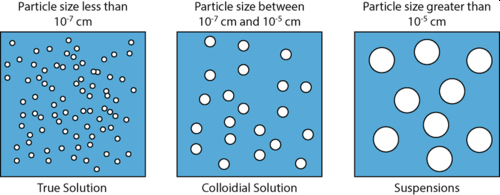 Particle size less than
10⁻⁷ cm
Particle size between
10⁻⁷ cm and 10⁻⁵ cm
Particle size greater than
10⁻⁵ cm
True Solution
Colloidial Solution
Suspensions